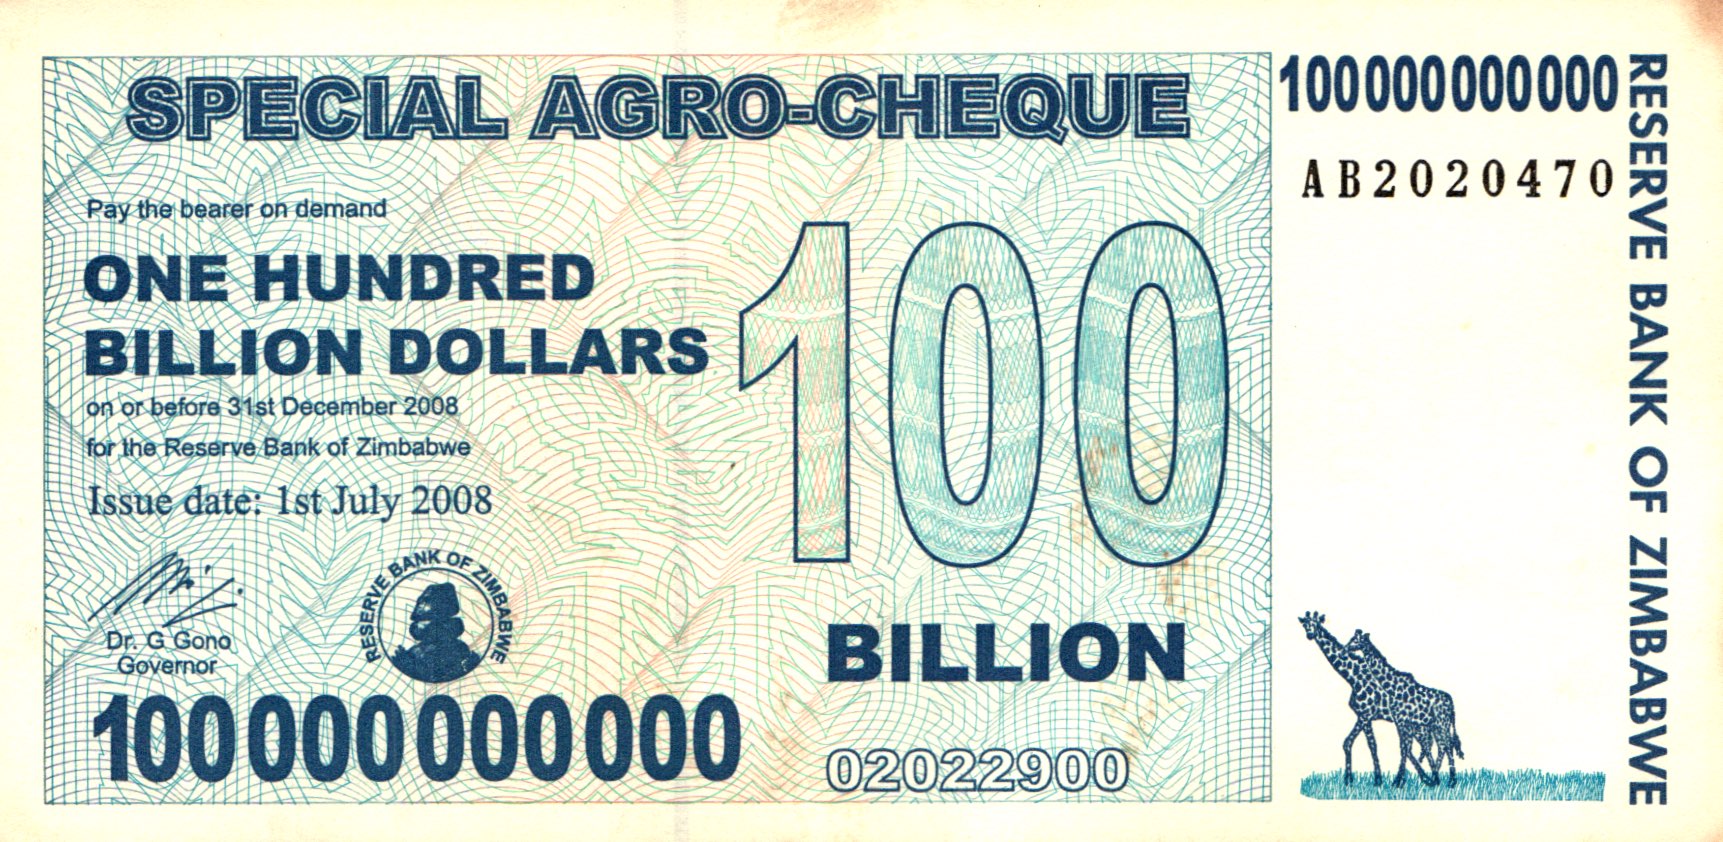 SPECIAL AGRO-CHEQUE
100000000000
AB2020470
Pay the bearer on demand
ONE HUNDRED
BILLION DOLLARS
on or before 31st December 2008
for the Reserve Bank of Zimbabwe
Issue date: 1st July 2008
100
BILLION
Dr. G Gono
Governor
RESERVE BANK OF ZIMBABWE
100 000 000 000
02022900
RESERVE BANK OF ZIMBABWE